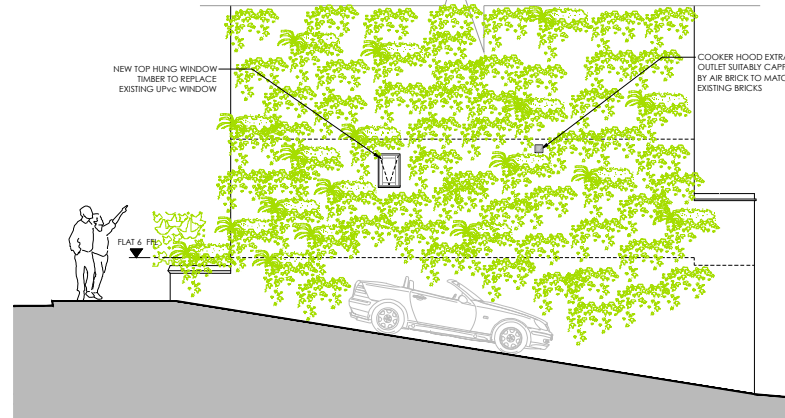 NEW TOP HUNG WINDOW
TIMBER TO REPLACE
EXISTING UPvc WINDOW
COOKER HOOD EXTRA
OUTLET SUITABLY CAPP
BY AIR BRICK TO MATC
EXISTING BRICKS
FLAT 6 FFL